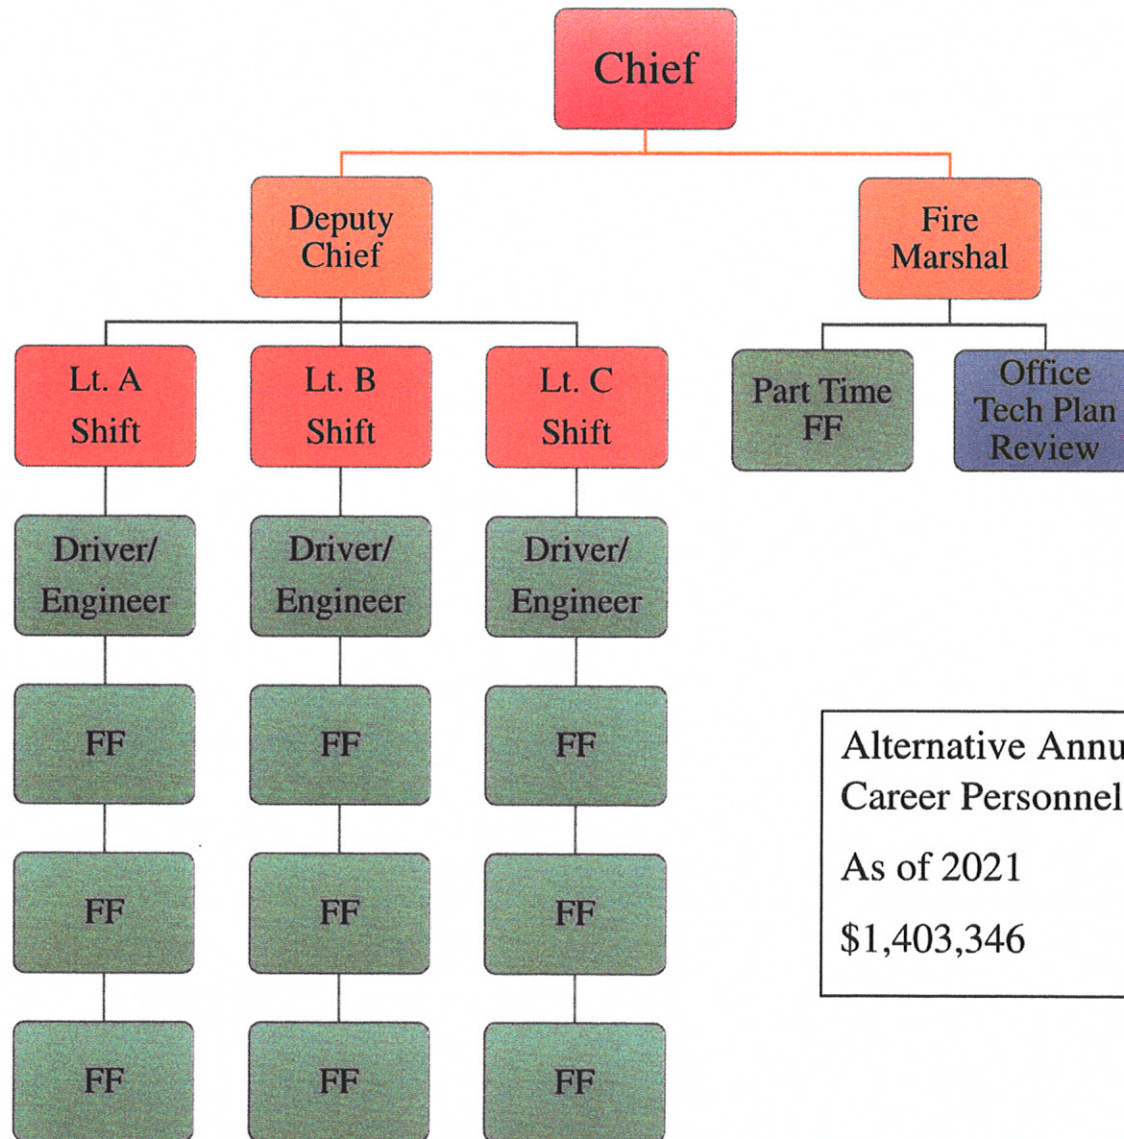 Chief
Deputy
Chief
Fire
Marshal
Lt. A
Shift
Lt. B
Shift
Lt. C
Shift
Part Time
FF
Office
Tech Plan
Review
Driver/
Engineer
Driver/
Engineer
Driver/
Engineer
FF
FF
FF
Alternative
Career Personnel
As of 2021
$1,403,346
FF
FF
FF
FF
FF
FF